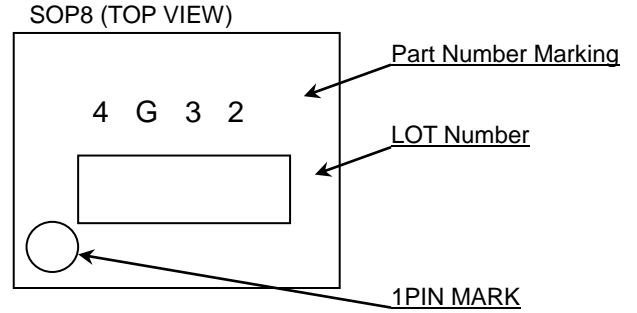 SOP8 (TOP VIEW)
Part Number Marking
4 G 3 2
LOT Number
1PIN MARK